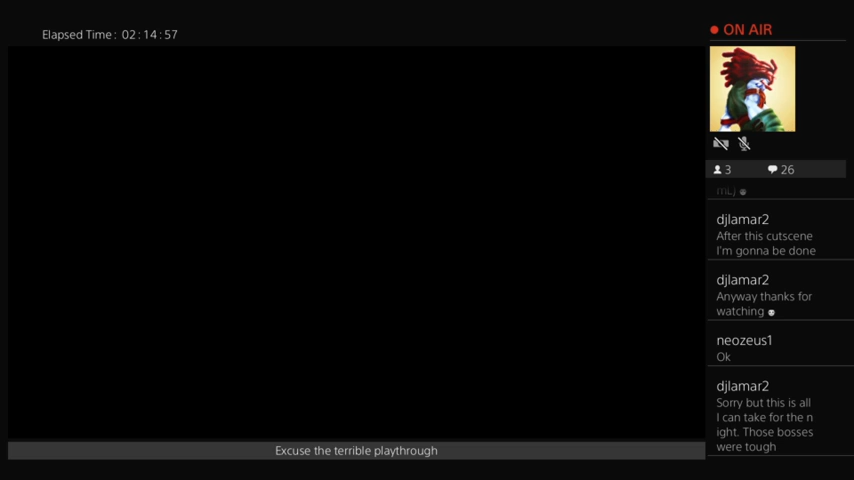 Elapsed Time: 02:14:57
ON AIR
3
26
djlamar2
After this cutscene
I'm gonna be done
djlamar2
Anyway thanks for
watching
neozeus1
Ok
djlamar2
Sorry but this is all
I can take for the n
ight. Those bosses
were tough
Excuse the terrible playthrough